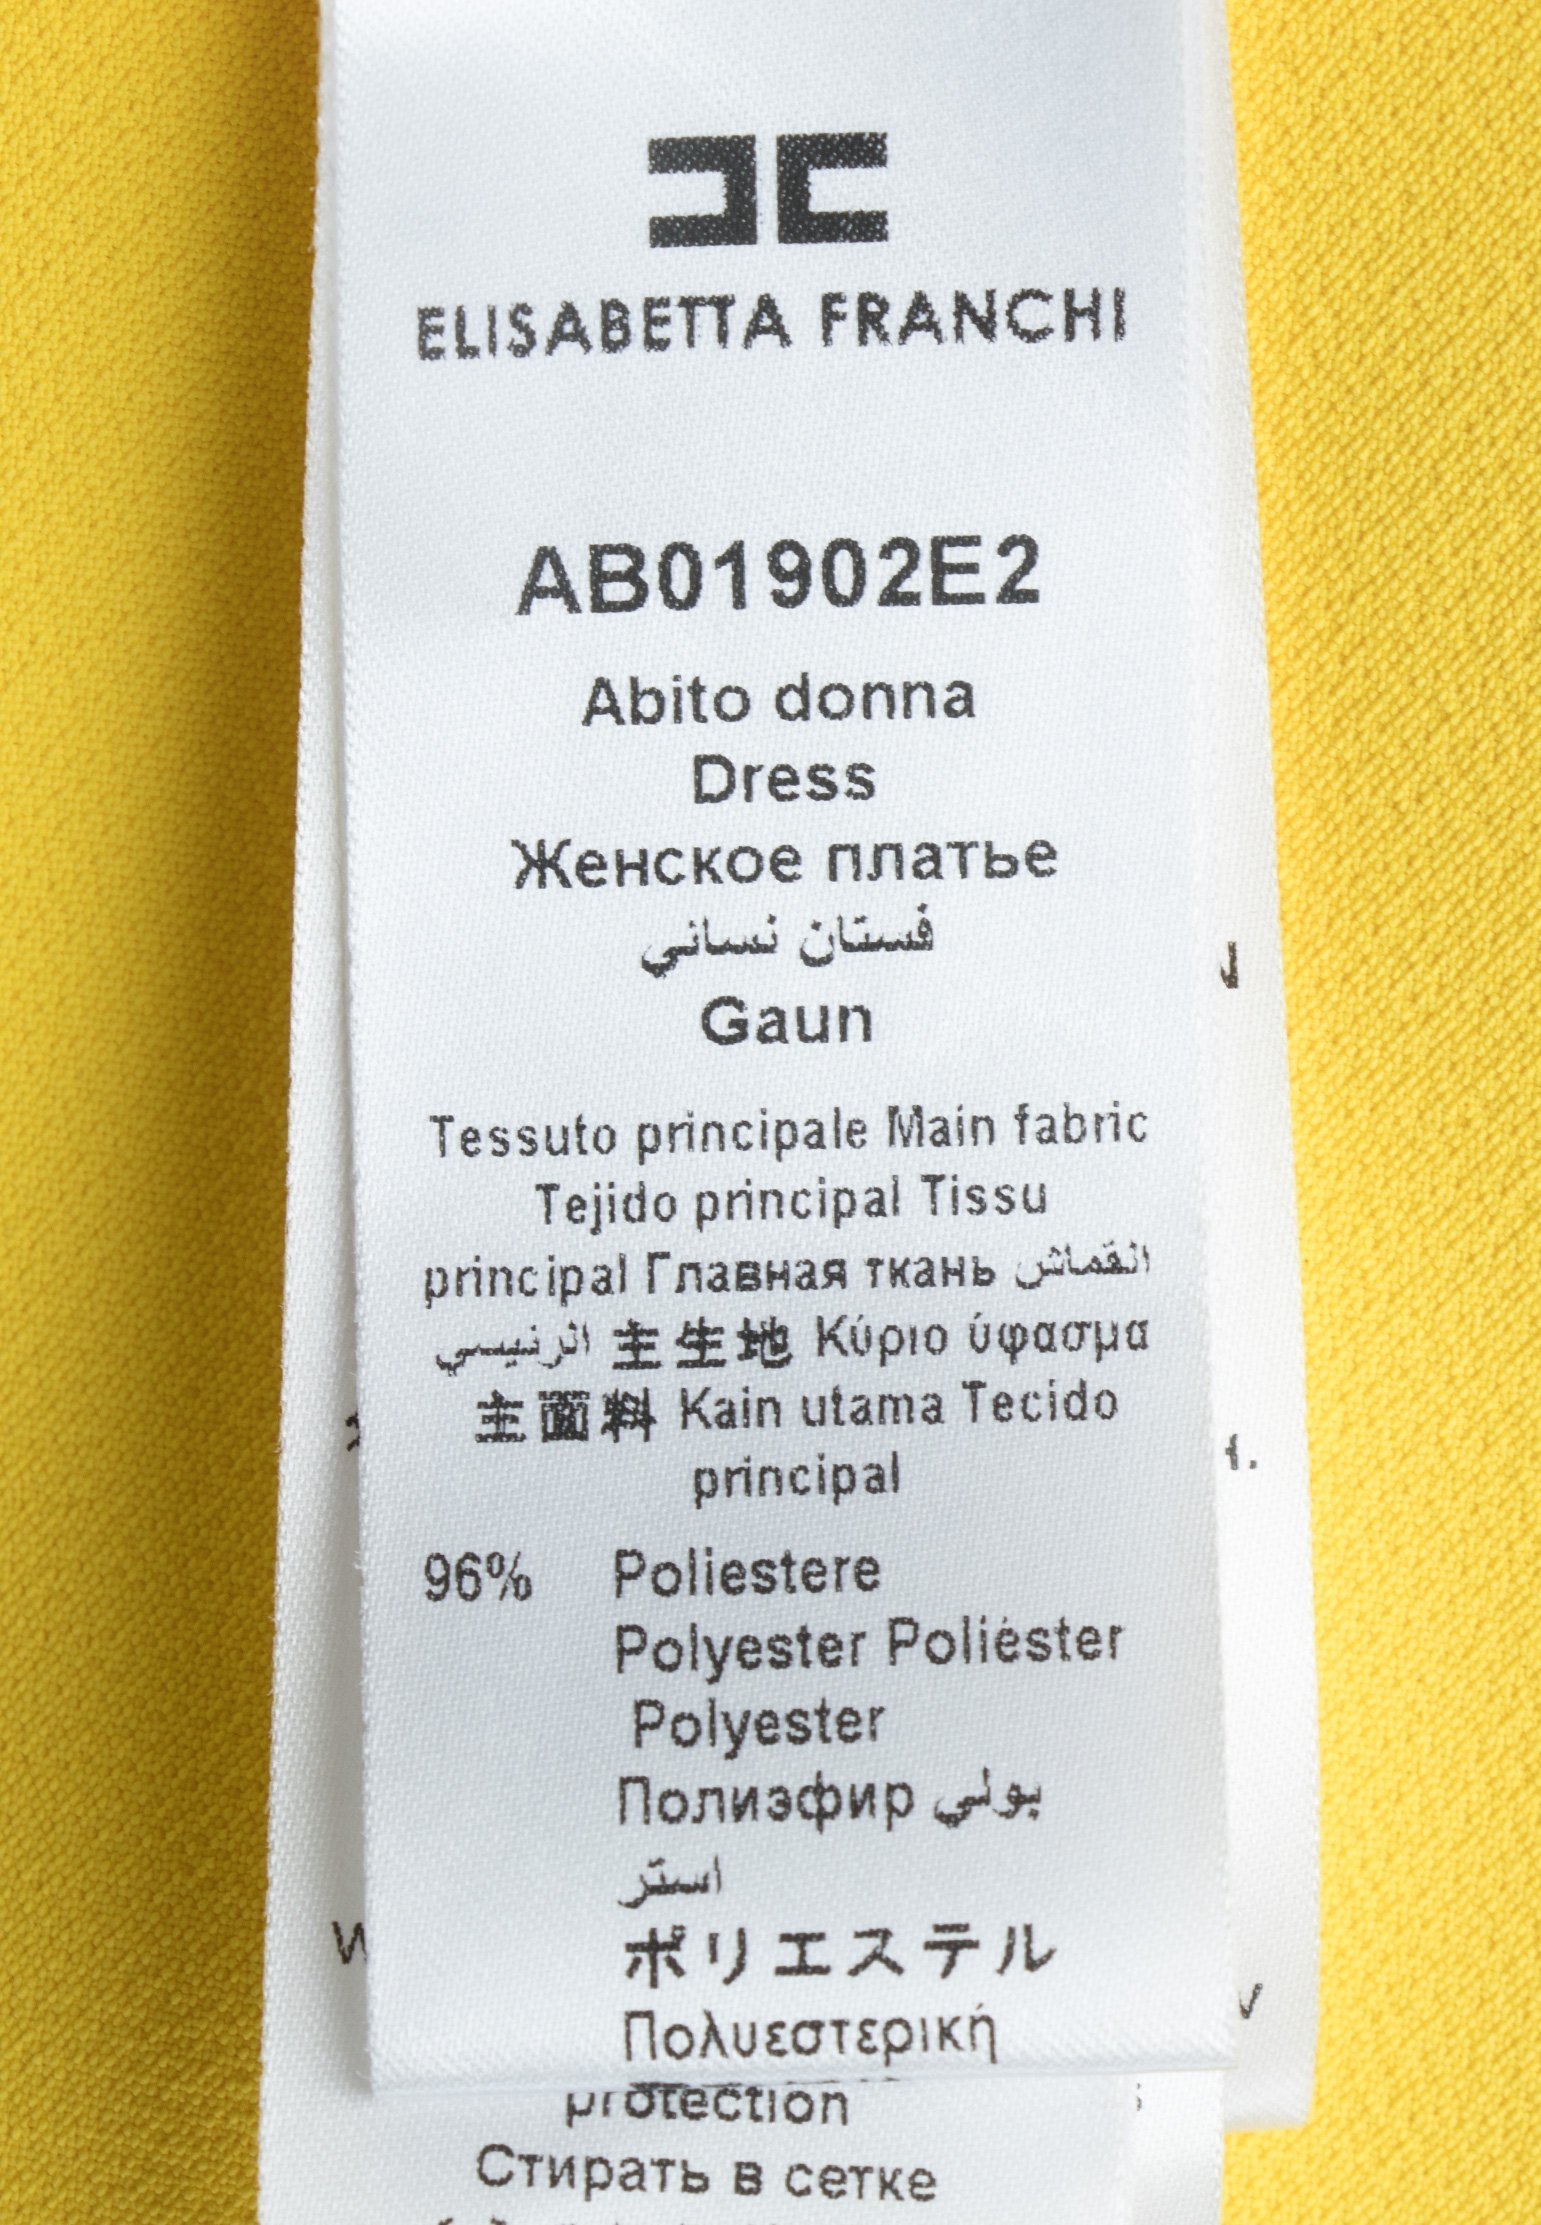 ELISABETTA FRANCHI
AB01902E2
Abito donna
Dress
Женское платье
فستان نسائي
Gaun
Tessuto principale Main fabric
Tejido principal Tissu
principal Главная ткань القماش
الرئيسي 主生地 Κύριο ύφασμα
主面料 Kain utama Tecido
principal
96% Poliestere
Polyester Poliéster
Polyester
Полиэфир بولي
استر
ポリエステル
Πολυεστερική
protection
Стирать в сетке